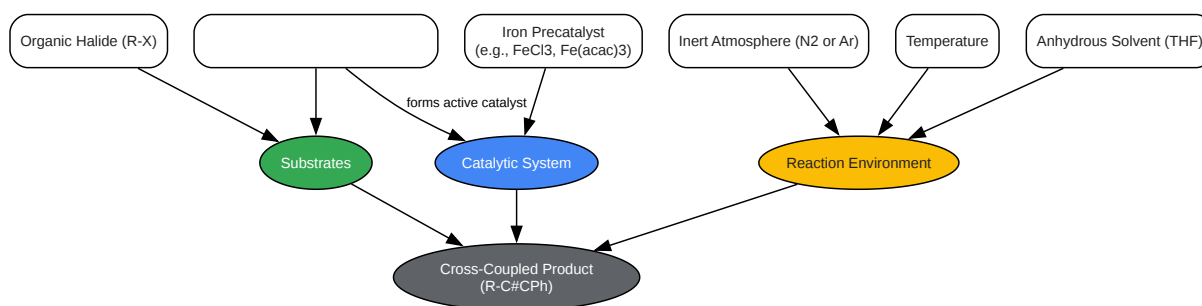 Organic Halide (R-X)
Iron Precatalyst
(e.g., FeCl3, Fe(acac)3)
Inert Atmosphere (N2 or Ar)
Temperature
Anhydrous Solvent (THF)
forms active catalyst
Substrates
Catalytic System
Reaction Environment
Cross-Coupled Product
(R-C#CPh)